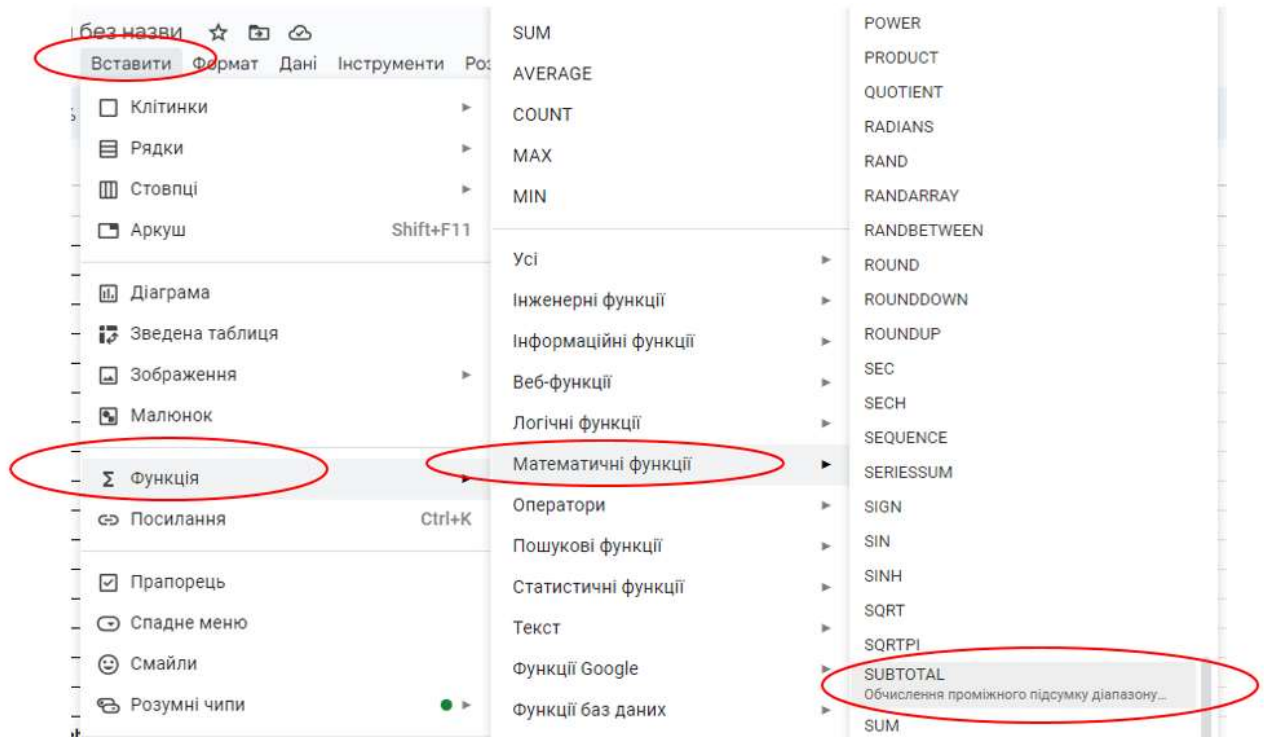 без назви
Вставити Формат Дані Інструменти Роз
%
Клітинки
Рядки
Стовпці
Аркуш Shift+F11
Діаграма
Зведена таблиця
Зображення
Малюнок
Функція
Посилання Ctrl+K
Прапорець
Спадне меню
Смайли
Розумні чипи
SUM
AVERAGE
COUNT
MAX
MIN
Усі
Інженерні функції
Інформаційні функції
Веб-функції
Логічні функції
Математичні функції
Оператори
Пошукові функції
Статистичні функції
Текст
Функції Google
Функції баз даних
POWER
PRODUCT
QUOTIENT
RADIANS
RAND
RANDARRAY
RANDBETWEEN
ROUND
ROUNDDOWN
ROUNDUP
SEC
SECH
SEQUENCE
SERIESSUM
SIGN
SIN
SINH
SQRT
SQRTPI
SUBTOTAL
Обчислення проміжного підсумку діапазону...
SUM